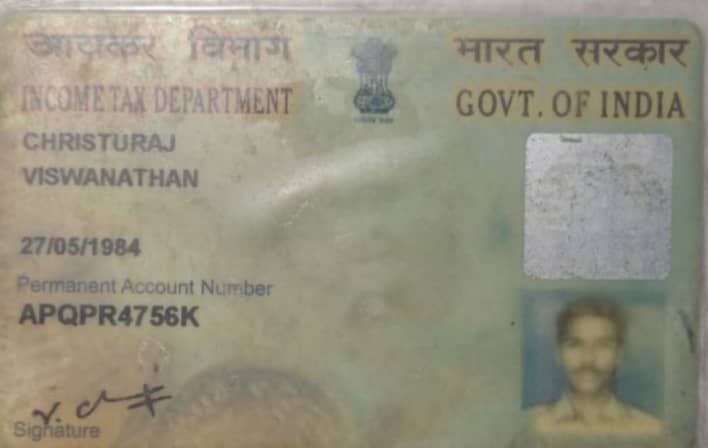 आयकर विभाग
भारत सरकार
INCOME TAX DEPARTMENT
GOVT. OF INDIA
CHRISTURAJ
VISWANATHAN
27/05/1984
Permanent Account Number
APQPR4756K
Signature